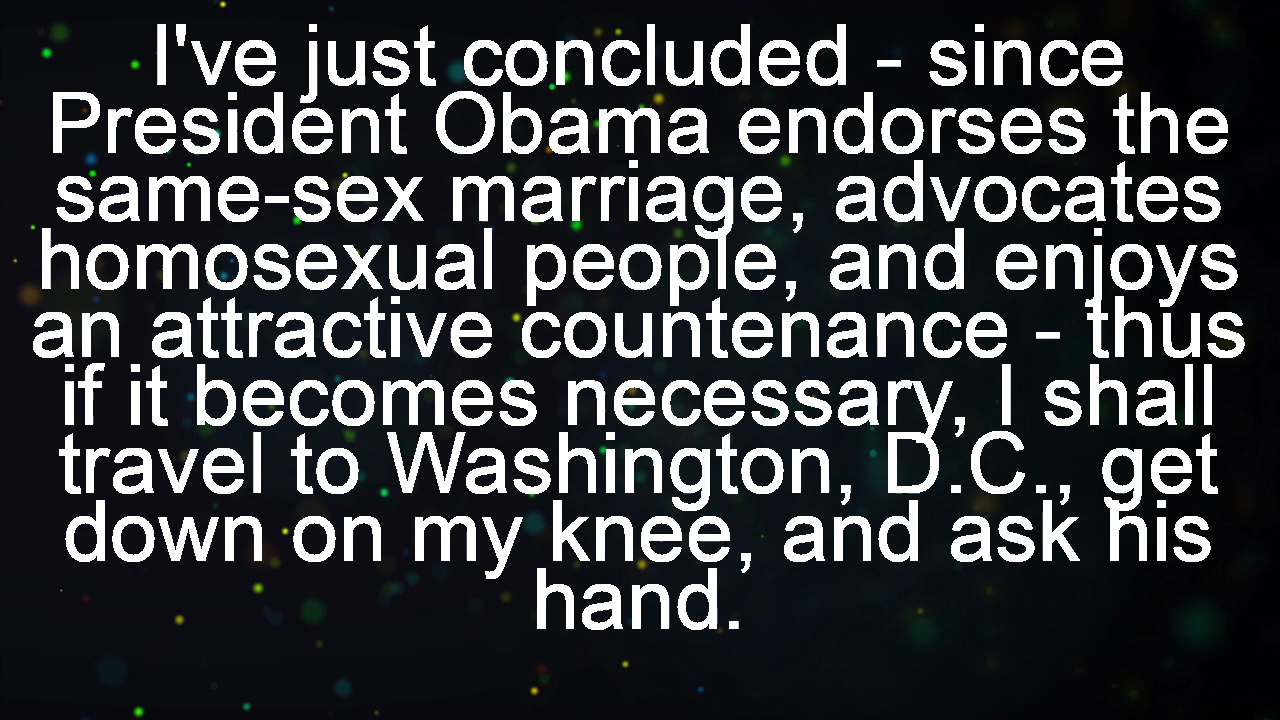 I've just concluded - since
President Obama endorses the
same-sex marriage, advocates
homosexual people, and enjoys
an attractive countenance - thus
if it becomes necessary, I shall
travel to Washington, D.C., get
down on my knee, and ask his
hand.